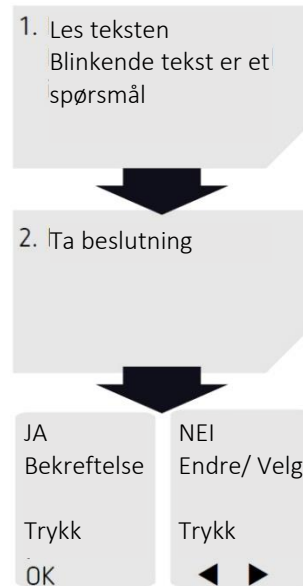 1. Les teksten
Blinkende tekst er et
spørsmål
2. Ta beslutning
JA
Bekreftelse
Trykk
OK
NEI
Endre/ Velg
Trykk
◀ ▶